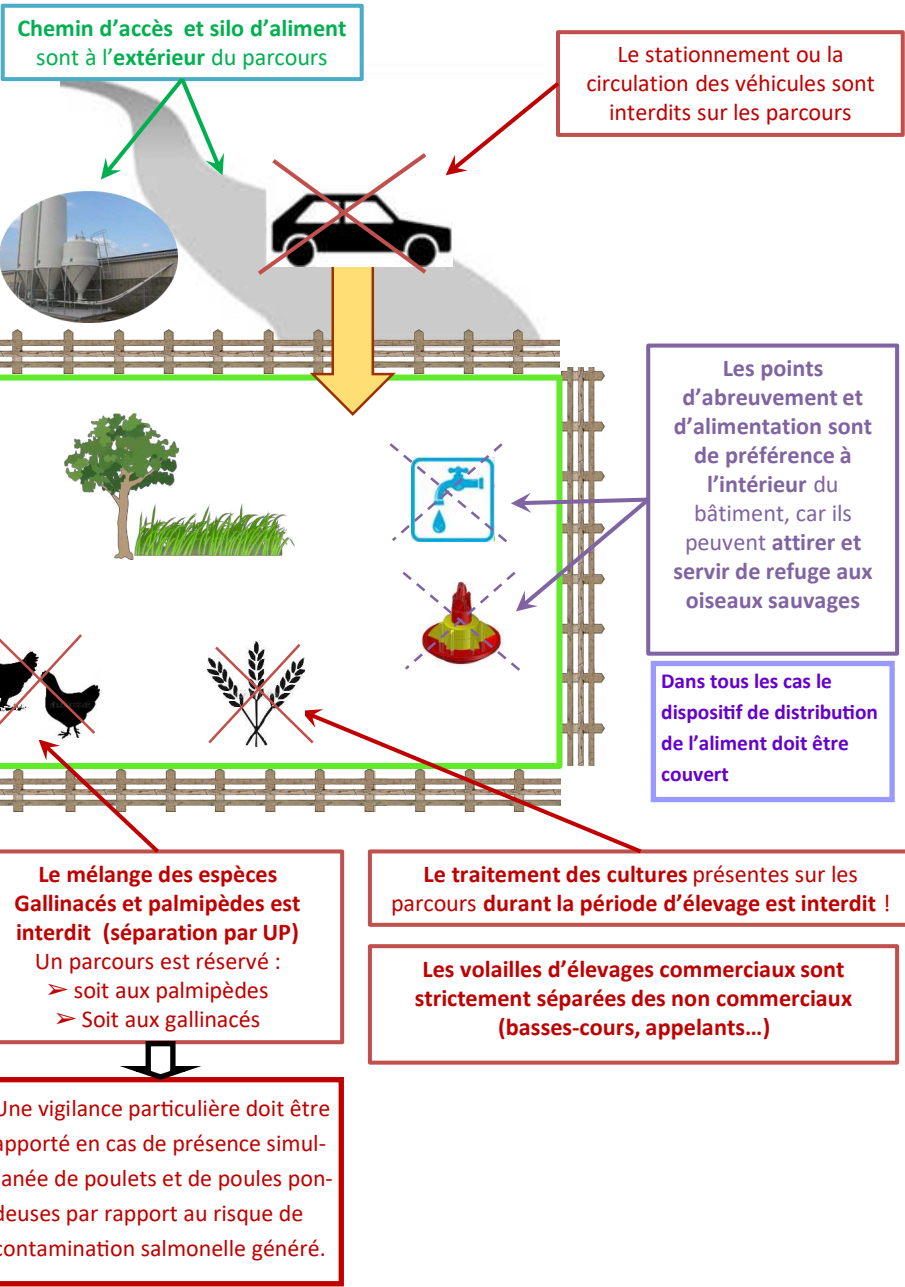 Chemin d'accès et silo d'aliment
sont à l'extérieur du parcours
Le stationnement ou la
circulation des véhicules sont
interdits sur les parcours
Les points
d'abreuvement et
d'alimentation sont
de préférence à
l'intérieur du
bâtiment, car ils
peuvent attirer et
servir de refuge aux
oiseaux sauvages
Dans tous les cas le
dispositif de distribution
de l'aliment doit être
couvert
Le mélange des espèces
Gallinacés et palmipèdes est
interdit (séparation par UP)
Un parcours est réservé :
➢ soit aux palmipèdes
➢ Soit aux gallinacés
Le traitement des cultures présentes sur les
parcours durant la période d'élevage est interdit !
Les volailles d'élevages commerciaux sont
strictement séparées des non commerciaux
(basses-cours, appelants…)
Une vigilance particulière doit être
apporté en cas de présence simul-
tanée de poulets et de poules pon-
deuses par rapport au risque de
contamination salmonelle généré.